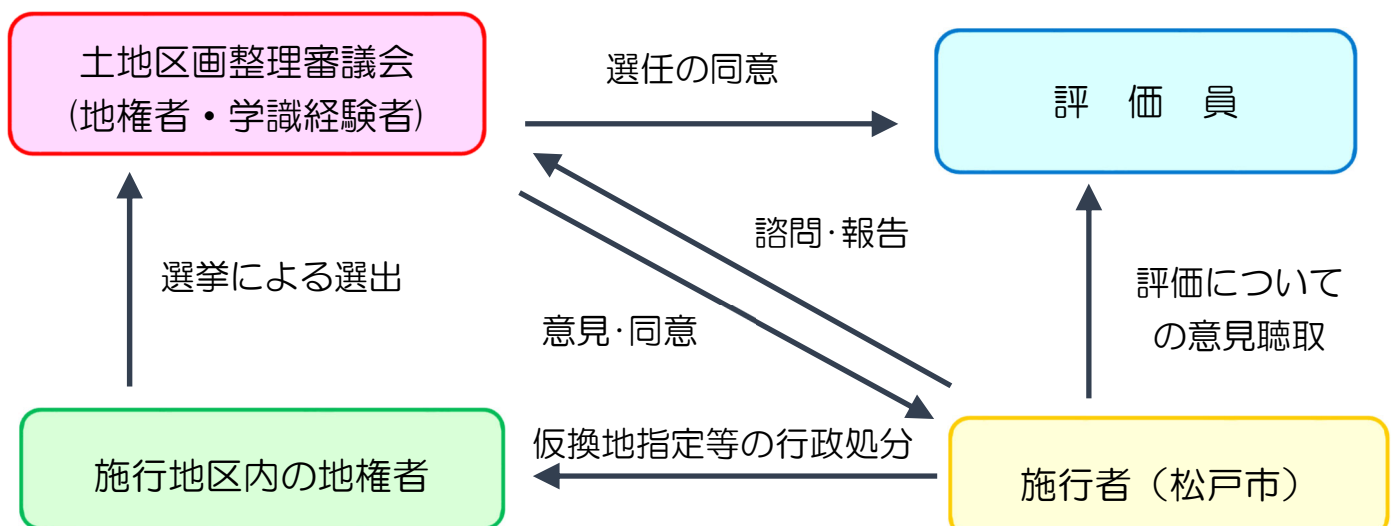 土地区画整理審議会
(地権者・学識経験者)
選任の同意
評　価　員
諮問･報告
選挙による選出
評価について
の意見聴取
意見･同意
仮換地指定等の行政処分
施行地区内の地権者
施行者（松戸市）